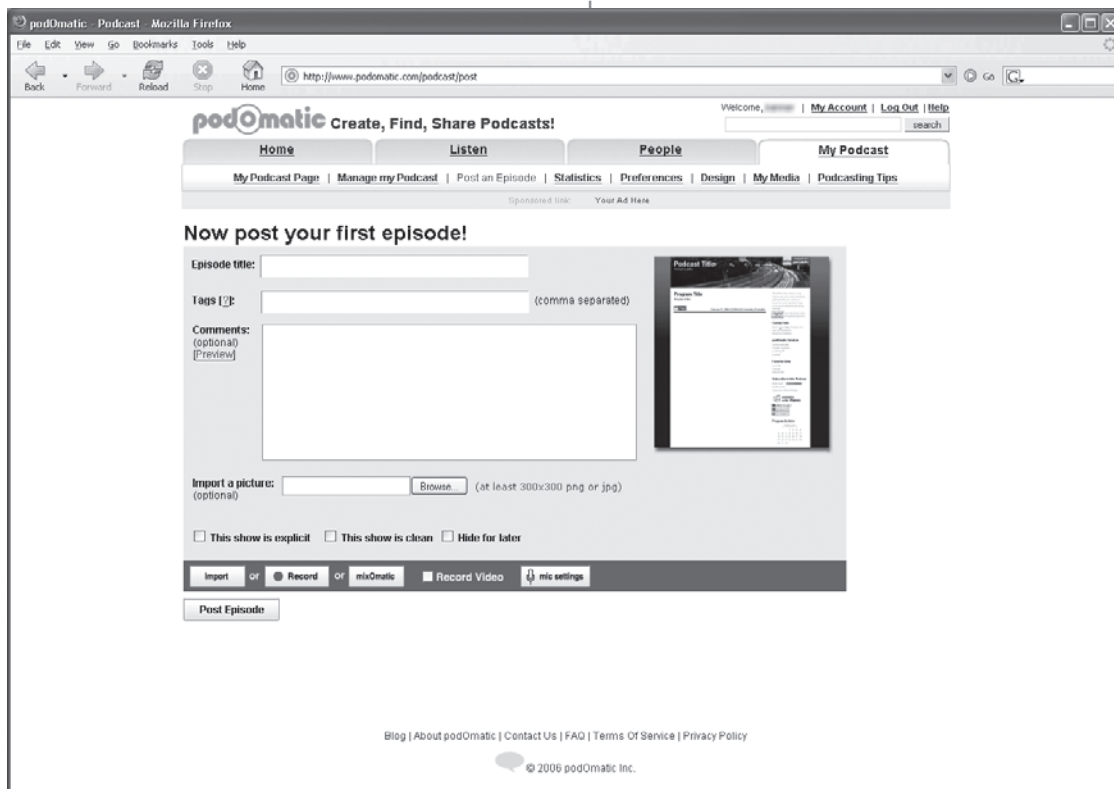 podOmatic - Podcast - Mozilla Firefox
File Edit View Go Bookmarks Tools Help
Back Forward Reload Stop Home http://www.podomatic.com/podcast/post Go G
Welcome, | My Account | Log Out | Help
podOmatic Create, Find, Share Podcasts!
search
Home Listen People My Podcast
My Podcast Page | Manage my Podcast | Post an Episode | Statistics | Preferences | Design | My Media | Podcasting Tips
Sponsored link: Your Ad Here
Now post your first episode!
Episode title:
Podcast Title
Program Title
Tags [?]: (comma separated)
Comments:
(optional)
[Preview]
Import a picture: Browse... (at least 300x300 png or jpg)
(optional)
This show is explicit This show is clean Hide for later
Import or Record or mixOmatic Record Video mic settings
Post Episode
Blog | About podOmatic | Contact Us | FAQ | Terms Of Service | Privacy Policy
© 2006 podOmatic Inc.